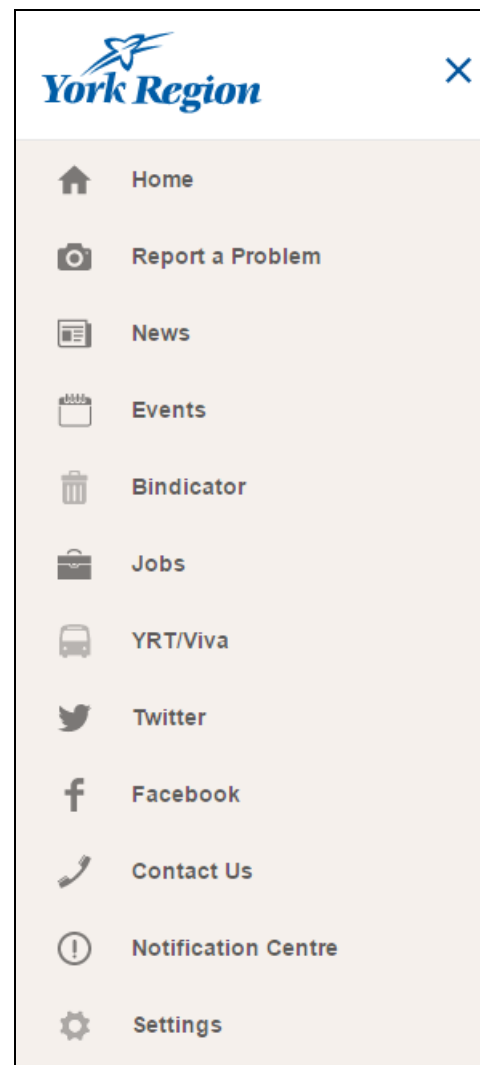 York Region
Home
Report a Problem
News
Events
Bindicator
Jobs
YRT/Viva
Twitter
Facebook
Contact Us
Notification Centre
Settings